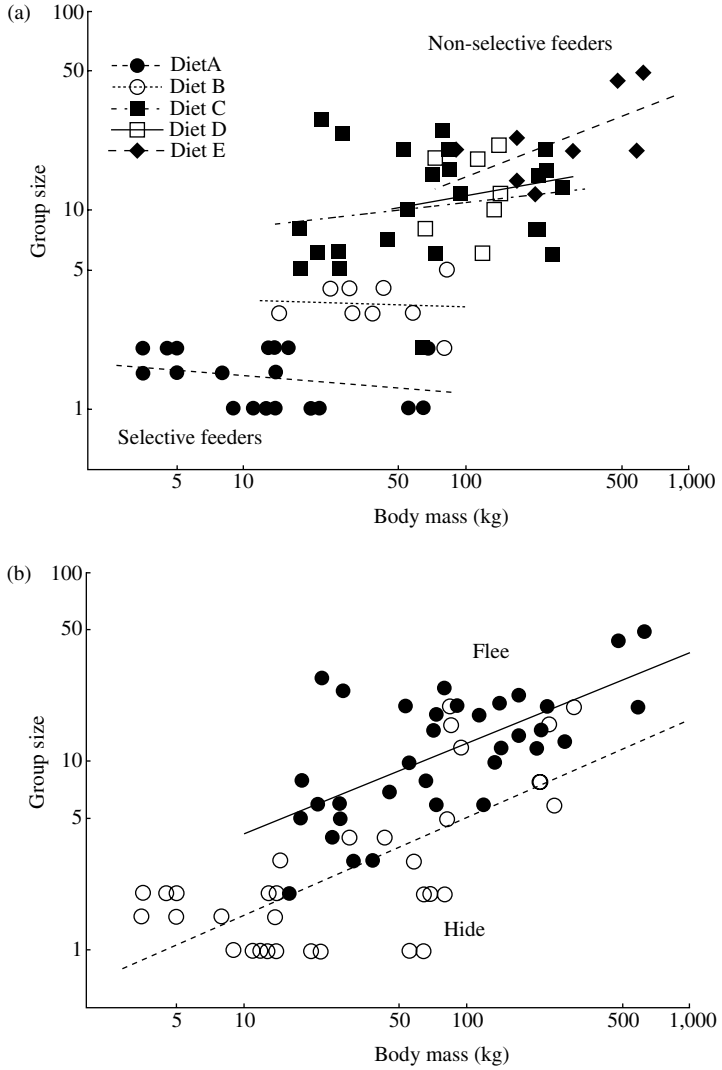 (a)
100
50
10
5
1
Group size
DietA
Diet B
Diet C
Diet D
Diet E
Non-selective feeders
Selective feeders
5
10
50
100
500
1,000
Body mass (kg)
(b)
100
50
10
5
1
Group size
Flee
Hide
5
10
50
100
500
1,000
Body mass (kg)